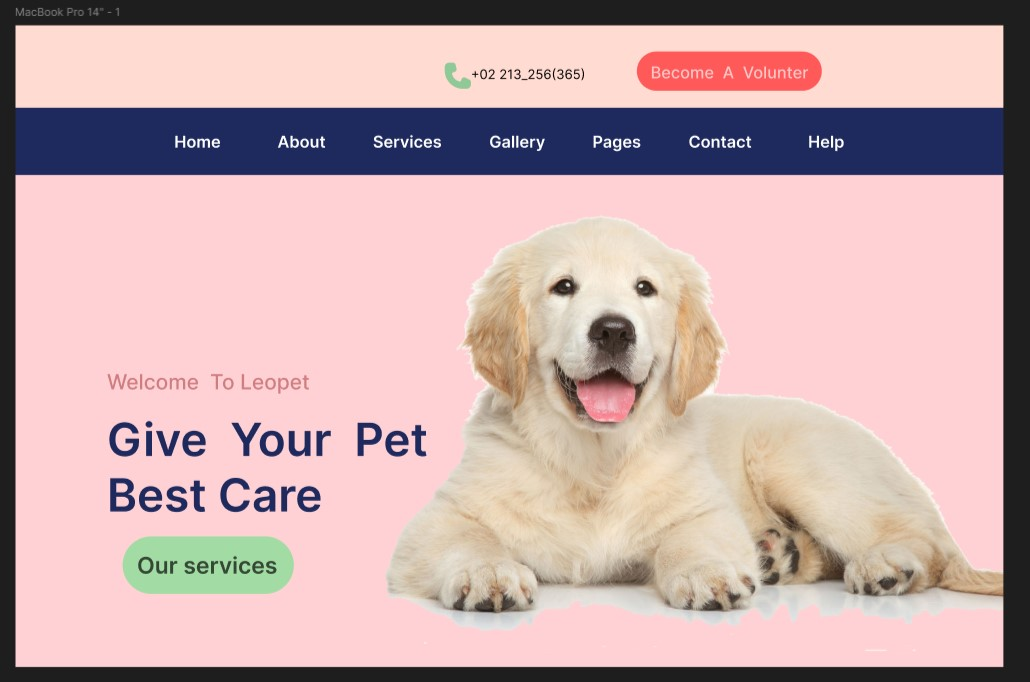 MacBook Pro 14" - 1
+02 213_256(365)
Become A Volunter
Home About Services Gallery Pages Contact Help
Welcome To Leopet
Give Your Pet
Best Care
Our services